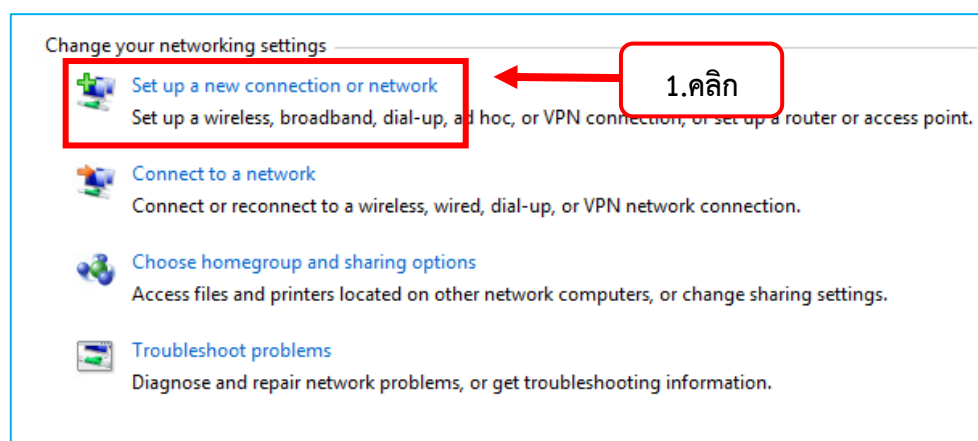 Change your networking settings
Set up a new connection or network
1.คลิก
Set up a wireless, broadband, dial-up, ad hoc, or VPN connection, or set up a router or access point.
Connect to a network
Connect or reconnect to a wireless, wired, dial-up, or VPN network connection.
Choose homegroup and sharing options
Access files and printers located on other network computers, or change sharing settings.
Troubleshoot problems
Diagnose and repair network problems, or get troubleshooting information.